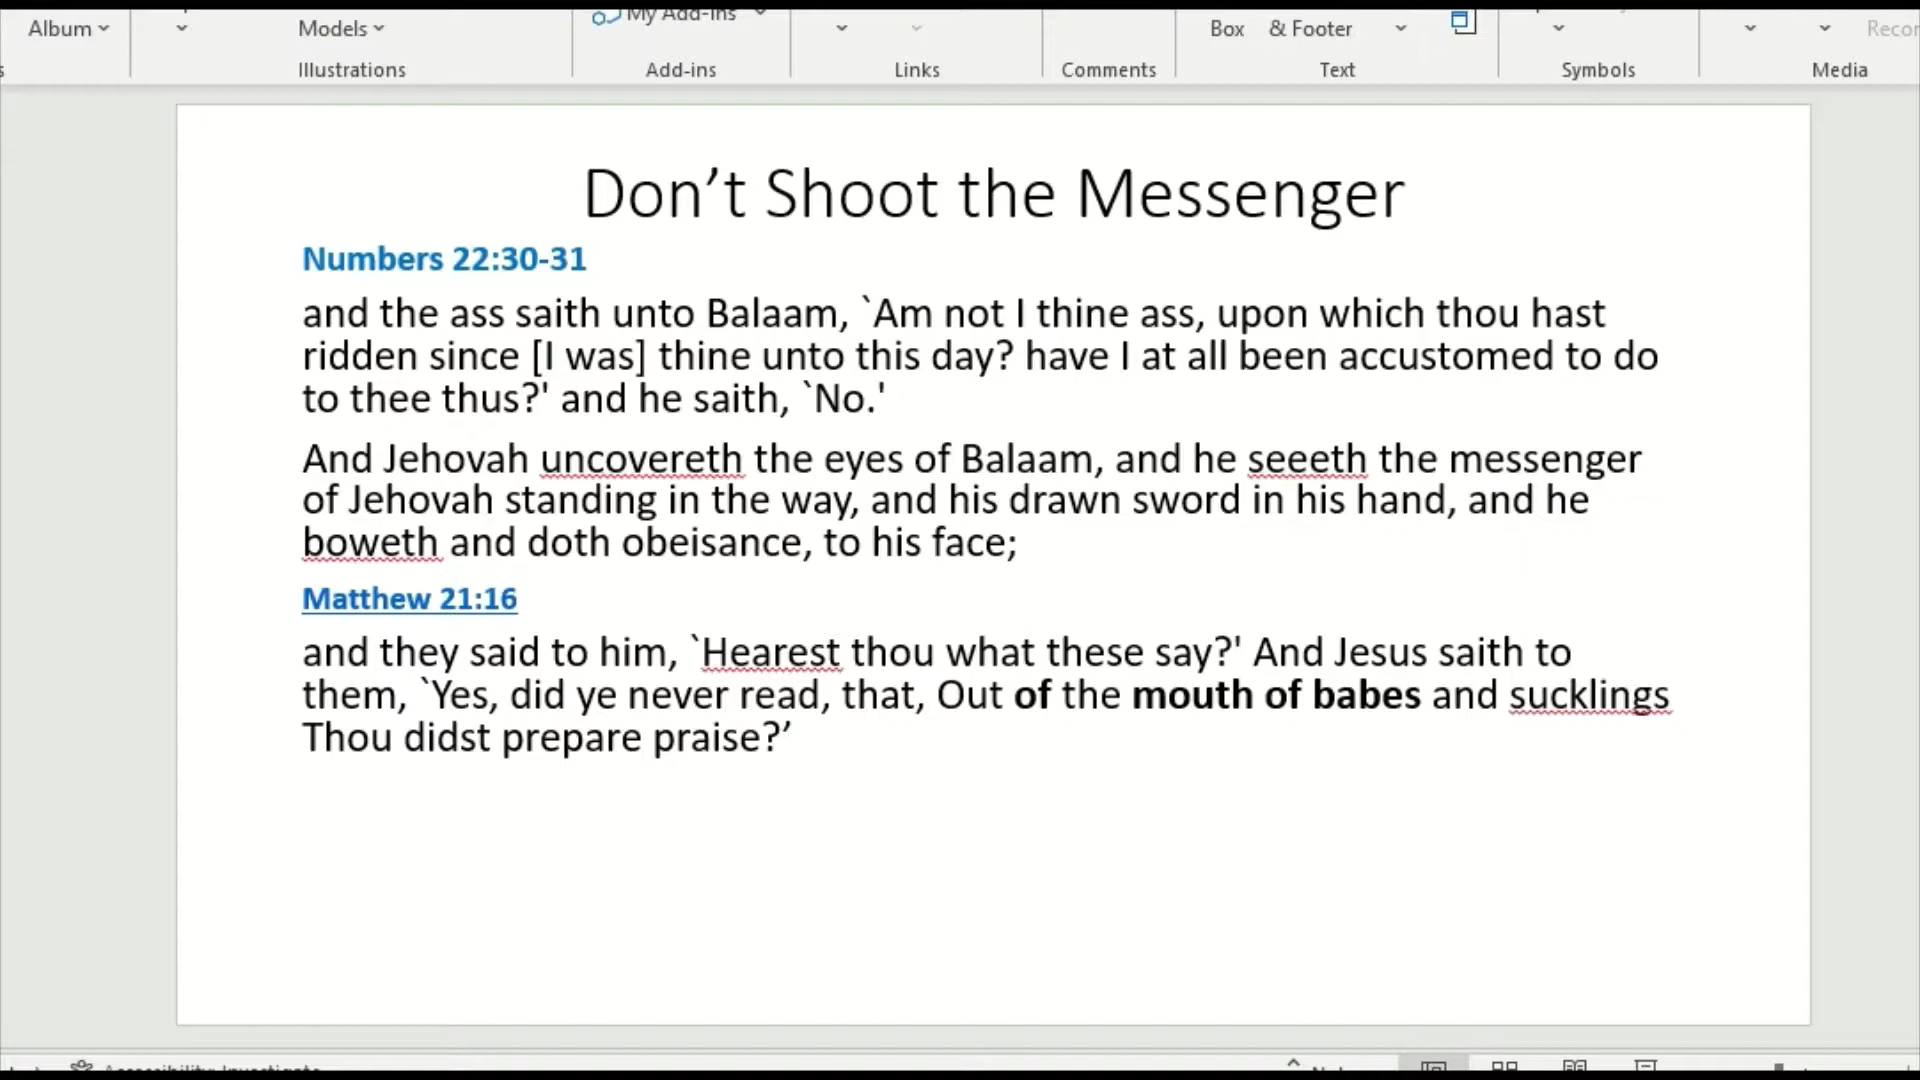 My Add-ins
Album
Models
Box & Footer
Recor
Illustrations
Add-ins
Links
Comments
Text
Symbols
Media
Don’t Shoot the Messenger
Numbers 22:30-31
and the ass saith unto Balaam, `Am not I thine ass, upon which thou hast
ridden since [I was] thine unto this day? have I at all been accustomed to do
to thee thus?' and he saith, `No.'
And Jehovah uncovereth the eyes of Balaam, and he seeeth the messenger
of Jehovah standing in the way, and his drawn sword in his hand, and he
boweth and doth obeisance, to his face;
Matthew 21:16
and they said to him, `Hearest thou what these say?' And Jesus saith to
them, `Yes, did ye never read, that, Out of the mouth of babes and sucklings
Thou didst prepare praise?’
Accessibility: Investigate